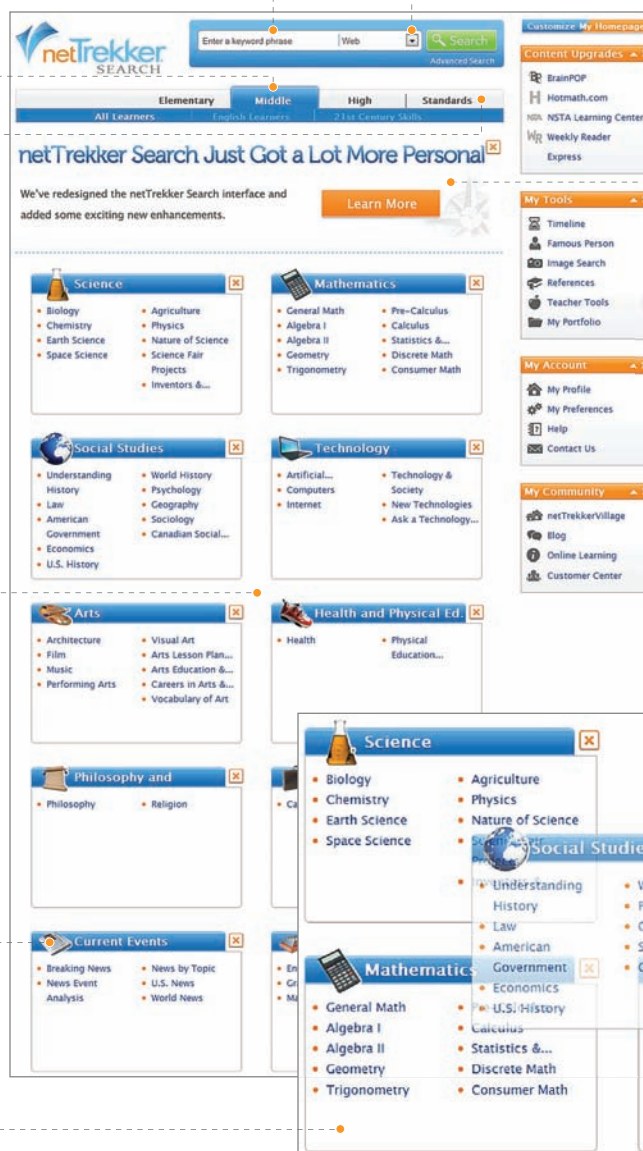 netTrekker
SEARCH
Enter a keyword phrase
Web
Search
Advanced Search
Elementary
Middle
High
Standards
All Learners
English Learners
21st Century Skills
netTrekker Search Just Got a Lot More Personal
We've redesigned the netTrekker Search interface and
added some exciting new enhancements.
Learn More
Science
• Biology
• Chemistry
• Earth Science
• Space Science
• Agriculture
• Physics
• Nature of Science
• Science Fair
Projects
• Inventors &...
Mathematics
• General Math
• Algebra I
• Algebra II
• Geometry
• Trigonometry
• Pre-Calculus
• Calculus
• Statistics &...
• Discrete Math
• Consumer Math
Social Studies
• Understanding
History
• Law
• American
Government
• Economics
• U.S. History
• World History
• Psychology
• Geography
• Sociology
• Canadian Social...
Technology
• Artificial...
• Computers
• Internet
• Technology &
Society
• New Technologies
• Ask a Technology...
Arts
• Architecture
• Film
• Music
• Performing Arts
• Visual Art
• Arts Lesson Plan...
• Arts Education &...
• Careers in Arts &...
• Vocabulary of Art
Health and Physical Ed.
• Health
• Physical
Education...
Philosophy and
• Philosophy
• Religion
• Ca
Current Events
• Breaking News
• News Event
Analysis
• News by Topic
• U.S. News
• World News
• En
• Gr
• Ma
Customize My Homepage
Content Upgrades
BrainPOP
Hotmath.com
NSTA Learning Center
Weekly Reader
Express
My Tools
Timeline
Famous Person
Image Search
References
Teacher Tools
My Portfolio
My Account
My Profile
My Preferences
Help
Contact Us
My Community
netTrekkerVillage
Blog
Online Learning
Customer Center
Science
• Biology
• Chemistry
• Earth Science
• Space Science
• Agriculture
• Physics
• Nature of Science
Social Studie
• Understanding
History
• Law
• American
Government
• Economics
• U.S. History
Mathematics
• General Math
• Algebra I
• Algebra II
• Geometry
• Trigonometry
• Calculus
• Statistics &...
• Discrete Math
• Consumer Math